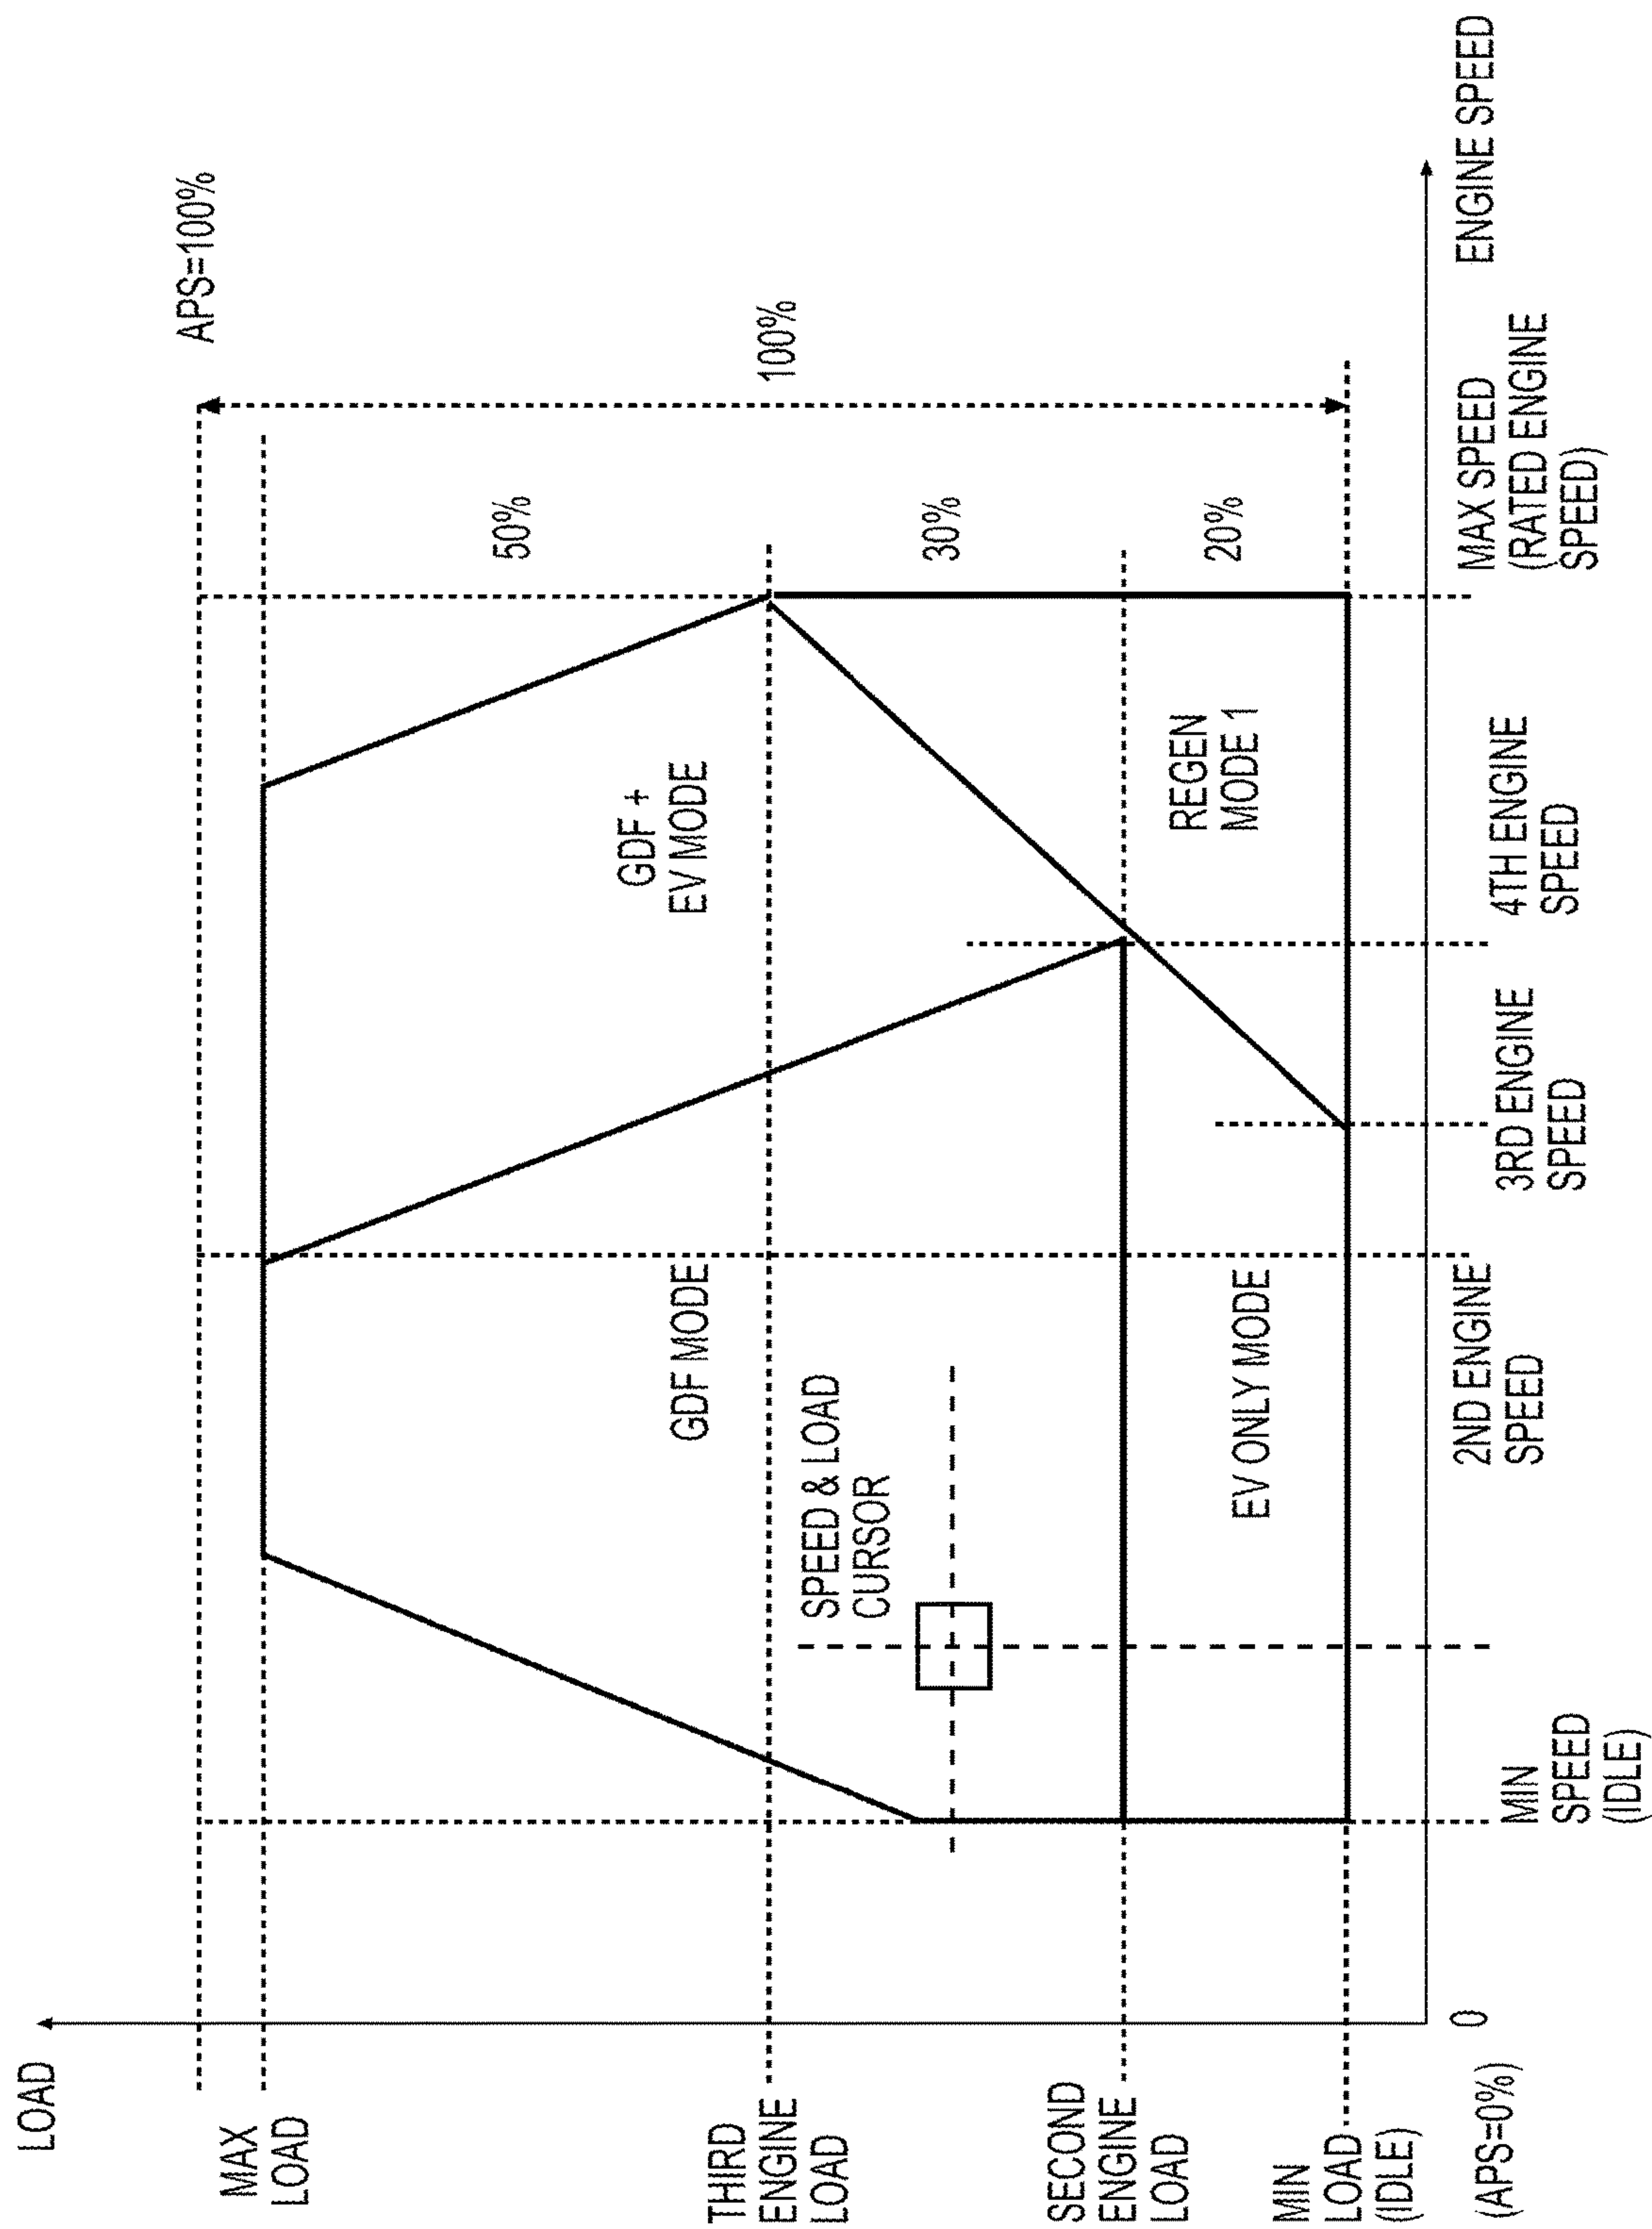 LOAD
APS=100%
MAX
LOAD
50%
GDF +
EV MODE
GDF MODE
100%
THIRD
ENGINE
LOAD
SPEED & LOAD
CURSOR
30%
SECOND
ENGINE
LOAD
REGEN
MODE 1
20%
EV ONLY MODE
MIN
LOAD
(IDLE)
(APS=0%)
0
MIN
SPEED
(IDLE)
2ND ENGINE
SPEED
3RD ENGINE
SPEED
4TH ENGINE
SPEED
MAX SPEED
(RATED ENGINE
SPEED)
ENGINE SPEED